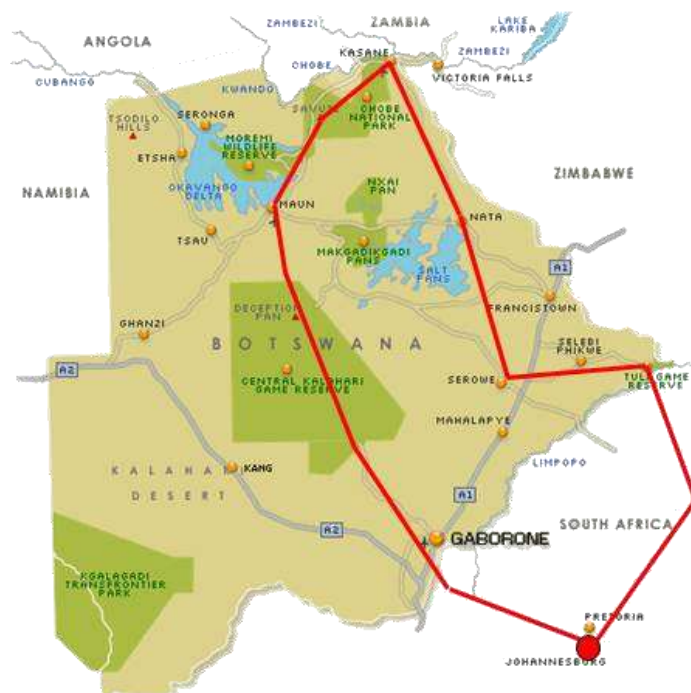 ZAMBEZI
ZAMBIA
LAKE
KARIBA
ANGOLA
KASANE
ZAMBEZI
CHOBE
VICTORIA FALLS
CUBANGO
KWANDO
CHOBE
NATIONAL
PARK
TSODILO
HILLS
SERONGA
MOREMI
WILDLIFE
RESERVE
ETSHA
NXAI
PAN
ZIMBABWE
NAMIBIA
OKAVANGO
DELTA
MAUN
NATA
TSAU
MAKGADIKGADI
PANS
SALT
PANS
A1
FRANCISTOWN
DECEPTION
PAN
GHANZI
BOTSWANA
SELEBI
PHIKWE
A2
CENTRAL KALAHARI
GAME RESERVE
SEROWE
TULI GAME
RESERVE
MAHALAPYE
LIMPOPO
KALAHARI
DESERT
KANG
A1
A2
SOUTH AFRICA
GABORONE
KGALAGADI
TRANSFRONTIER
PARK
PRETORIA
JOHANNESBURG